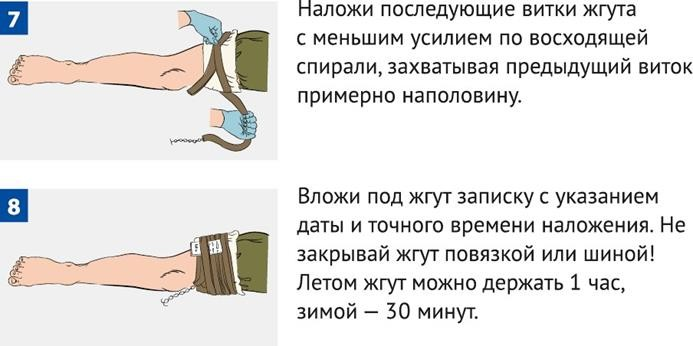 7
Наложи последующие витки жгута
с меньшим усилием по восходящей
спирали, захватывая предыдущий виток
примерно наполовину.
8
Вложи под жгут записку с указанием
даты и точного времени наложения. Не
закрывай жгут повязкой или шиной!
Летом жгут можно держать 1 час,
зимой — 30 минут.